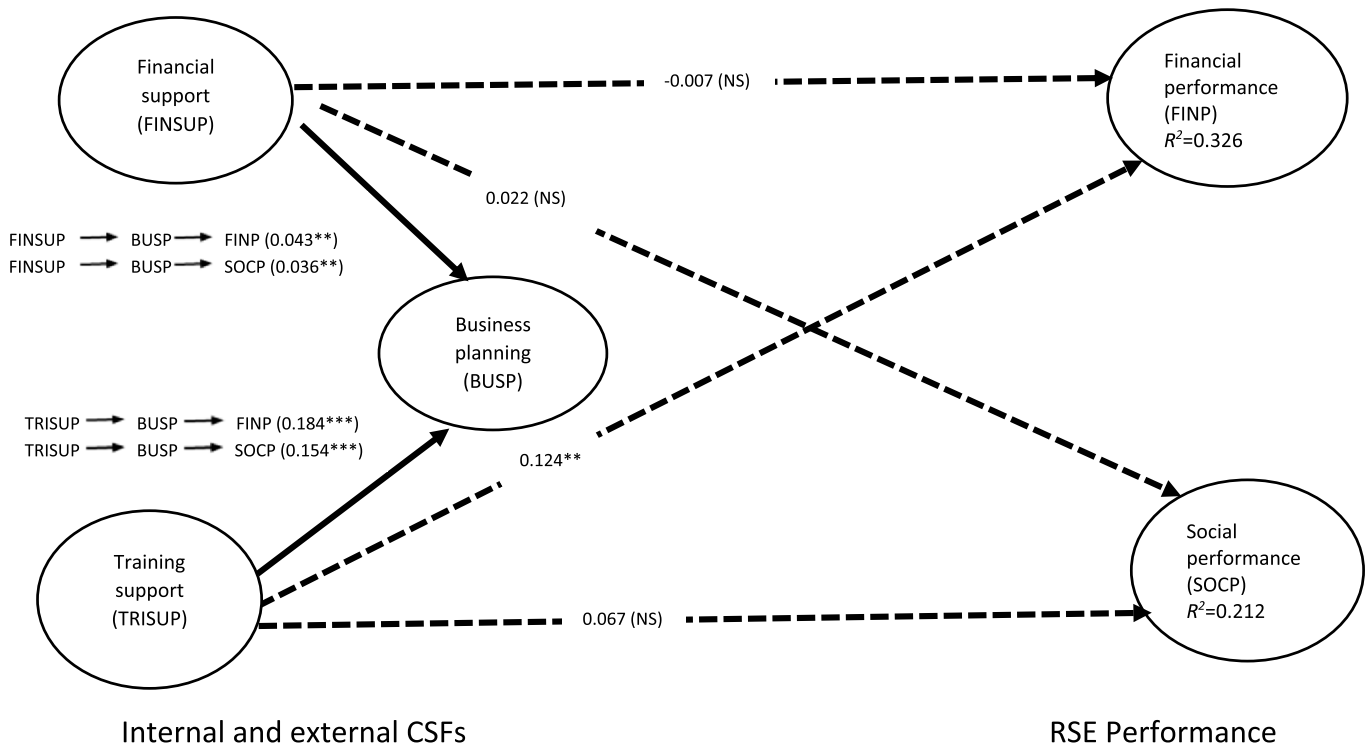 Financial
support
(FINSUP)
-0.007 (NS)
Financial
performance
(FINP)
R²=0.326
0.022 (NS)
FINSUP BUSP FINP (0.043**)
FINSUP BUSP SOCP (0.036**)
Business
planning
(BUSP)
TRISUP BUSP FINP (0.184***)
TRISUP BUSP SOCP (0.154***)
0.124**
Training
support
(TRISUP)
0.067 (NS)
Social
performance
(SOCP)
R²=0.212
Internal and external CSFs
RSE Performance